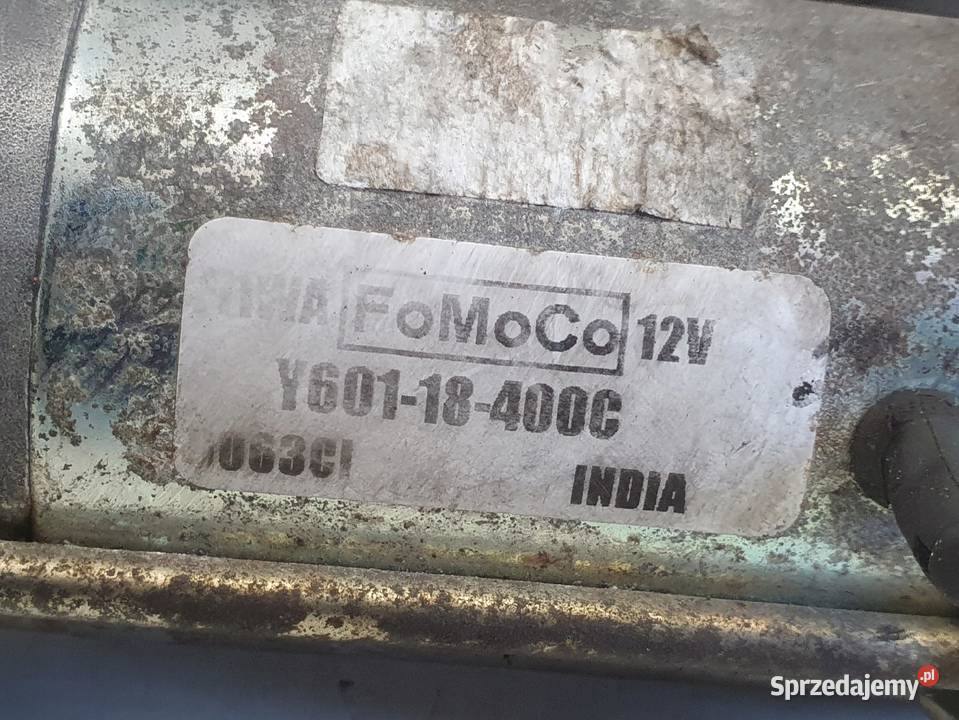 FoMoCo 12V
Y601-18-400C
INDIA
Sprzedajemy.pl